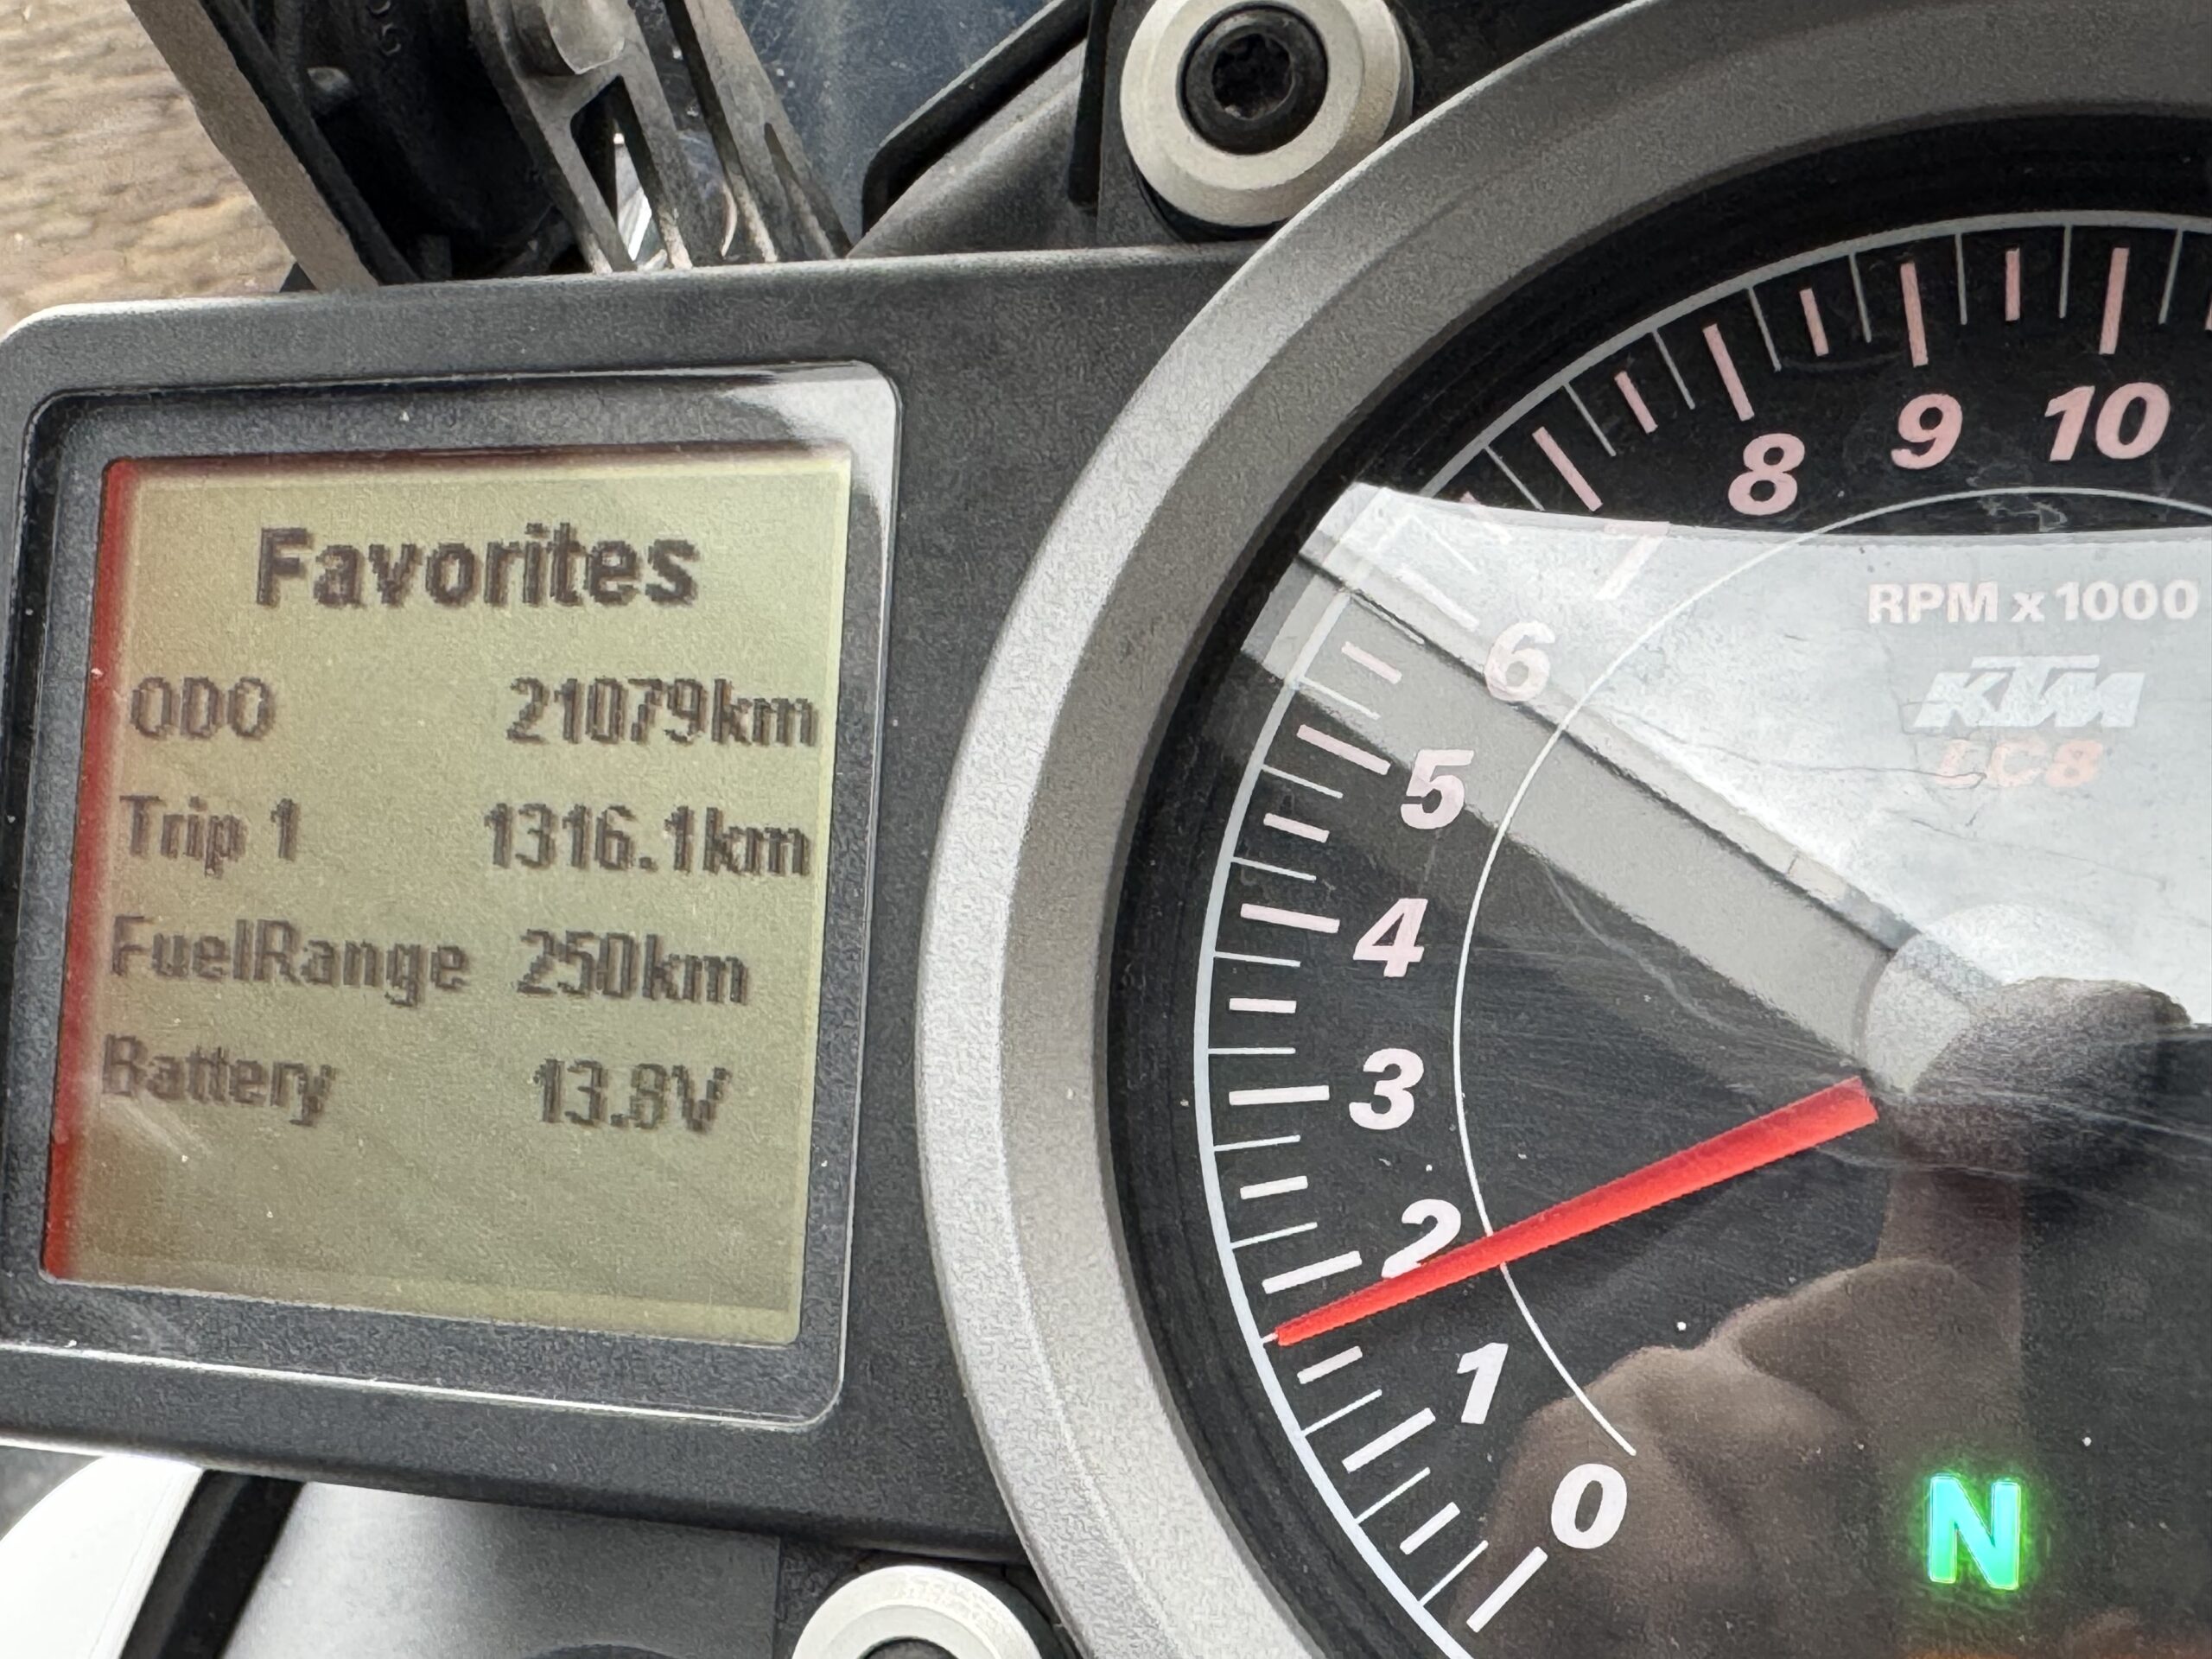 Favorites
ODO 21079km
Trip 1 1316.1km
FuelRange 250km
Battery 13.8V
0
1
2
3
4
5
6
7
8
9
10
RPM x 1000
KTM
LC8
N